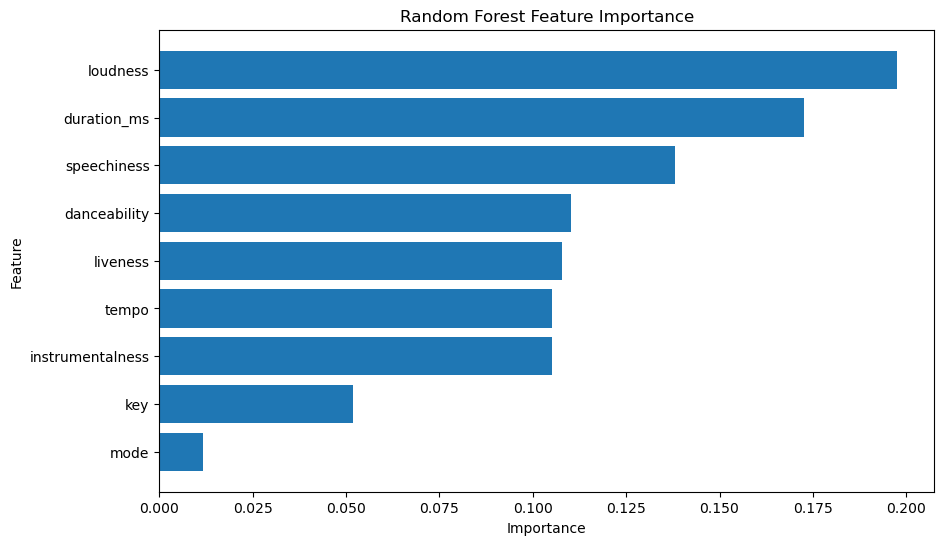 Random Forest Feature Importance
Feature
loudness
duration_ms
speechiness
danceability
liveness
tempo
instrumentalness
key
mode
0.000 0.025 0.050 0.075 0.100 0.125 0.150 0.175 0.200
Importance